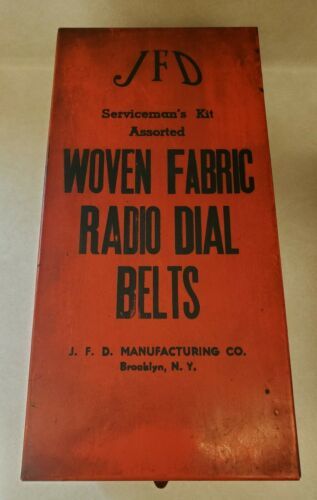 JFD
Serviceman's Kit
Assorted
WOVEN FABRIC
RADIO DIAL
BELTS
J. F. D. MANUFACTURING CO.
Brooklyn, N. Y.